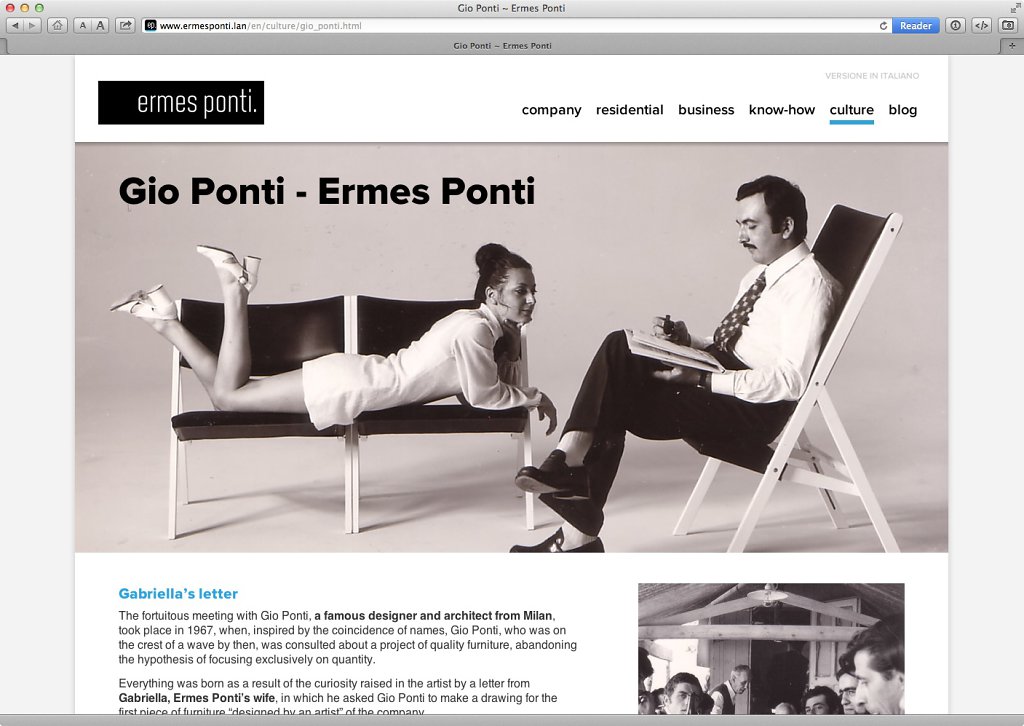 Gio Ponti ~ Ermes Ponti
A A
ep www.ermesponti.lan/en/culture/gio_ponti.html
Reader
Gio Ponti ~ Ermes Ponti
VERSIONE IN ITALIANO
ermes ponti.
company residential business know-how culture blog
Gio Ponti - Ermes Ponti
Gabriella's letter
The fortuitous meeting with Gio Ponti, a famous designer and architect from Milan,
took place in 1967, when, inspired by the coincidence of names, Gio Ponti, who was on
the crest of a wave by then, was consulted about a project of quality furniture, abandoning
the hypothesis of focusing exclusively on quantity.
Everything was born as a result of the curiosity raised in the artist by a letter from
Gabriella, Ermes Ponti's wife, in which he asked Gio Ponti to make a drawing for the
first piece of furniture “designed by an artist” of the company.